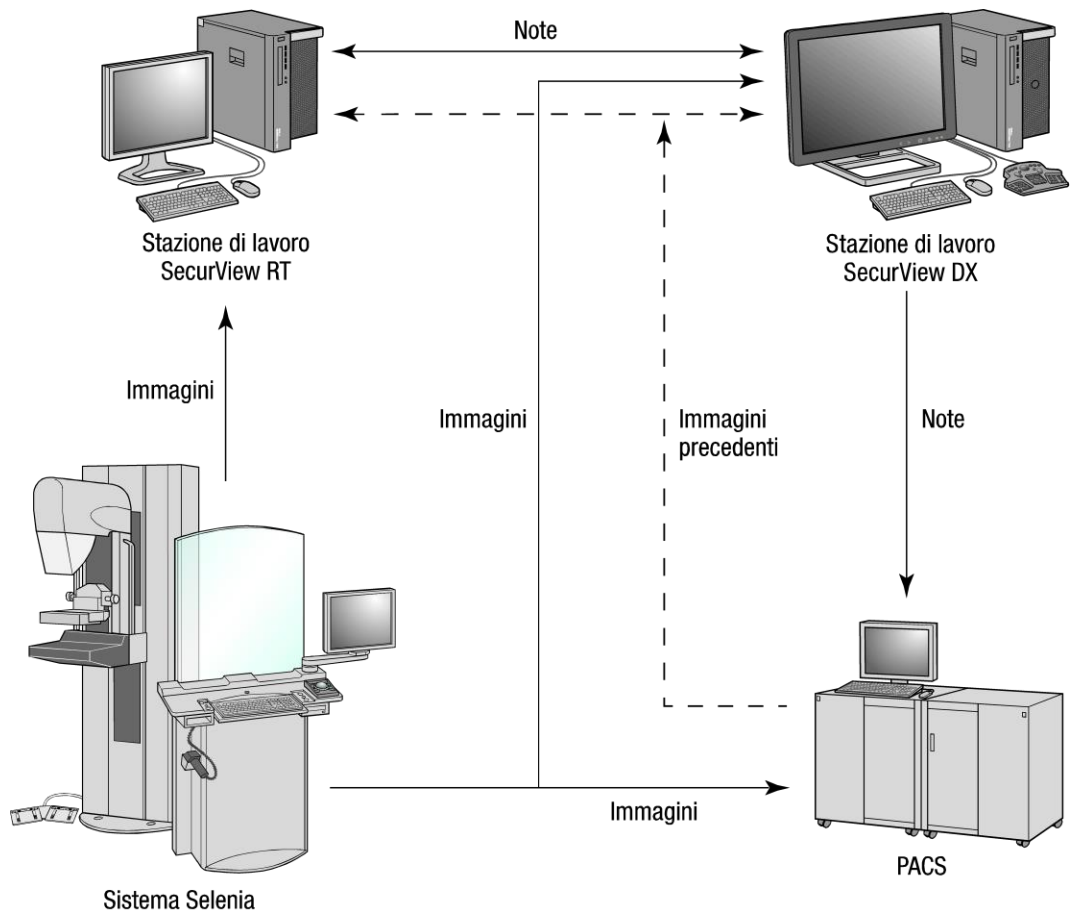 Note
Stazione di lavoro
SecurView RT
Stazione di lavoro
SecurView DX
Immagini
Immagini
Immagini
precedenti
Note
Immagini
PACS
Sistema Selenia